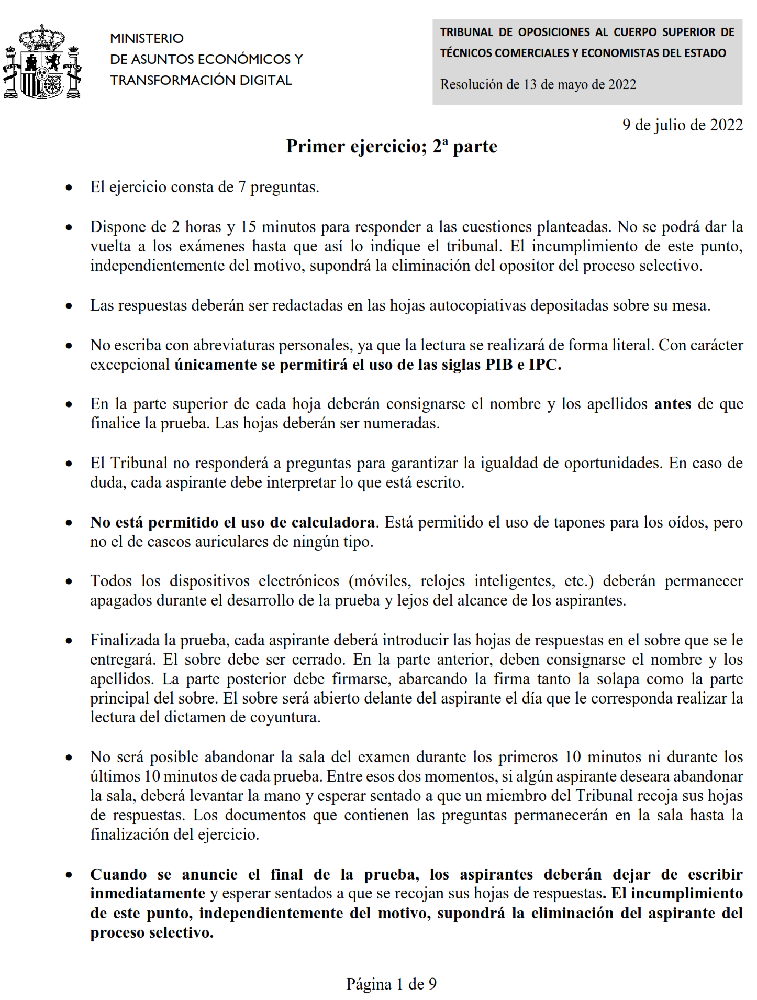 MINISTERIO
DE ASUNTOS ECONÓMICOS Y
TRANSFORMACIÓN DIGITAL
TRIBUNAL DE OPOSICIONES AL CUERPO SUPERIOR DE
TÉCNICOS COMERCIALES Y ECONOMISTAS DEL ESTADO
Resolución de 13 de mayo de 2022
9 de julio de 2022
Primer ejercicio; 2ª parte
• El ejercicio consta de 7 preguntas.
• Dispone de 2 horas y 15 minutos para responder a las cuestiones planteadas. No se podrá dar la
vuelta a los exámenes hasta que así lo indique el tribunal. El incumplimiento de este punto,
independientemente del motivo, supondrá la eliminación del opositor del proceso selectivo.
• Las respuestas deberán ser redactadas en las hojas autocopiativas depositadas sobre su mesa.
• No escriba con abreviaturas personales, ya que la lectura se realizará de forma literal. Con carácter
excepcional únicamente se permitirá el uso de las siglas PIB e IPC.
• En la parte superior de cada hoja deberán consignarse el nombre y los apellidos antes de que
finalice la prueba. Las hojas deberán ser numeradas.
• El Tribunal no responderá a preguntas para garantizar la igualdad de oportunidades. En caso de
duda, cada aspirante debe interpretar lo que está escrito.
• No está permitido el uso de calculadora. Está permitido el uso de tapones para los oídos, pero
no el de cascos auriculares de ningún tipo.
• Todos los dispositivos electrónicos (móviles, relojes inteligentes, etc.) deberán permanecer
apagados durante el desarrollo de la prueba y lejos del alcance de los aspirantes.
• Finalizada la prueba, cada aspirante deberá introducir las hojas de respuestas en el sobre que se le
entregará. El sobre debe ser cerrado. En la parte anterior, deben consignarse el nombre y los
apellidos. La parte posterior debe firmarse, abarcando la firma tanto la solapa como la parte
principal del sobre. El sobre será abierto delante del aspirante el día que le corresponda realizar la
lectura del dictamen de coyuntura.
• No será posible abandonar la sala del examen durante los primeros 10 minutos ni durante los
últimos 10 minutos de cada prueba. Entre esos dos momentos, si algún aspirante deseara abandonar
la sala, deberá levantar la mano y esperar sentado a que un miembro del Tribunal recoja sus hojas
de respuestas. Los documentos que contienen las preguntas permanecerán en la sala hasta la
finalización del ejercicio.
• Cuando se anuncie el final de la prueba, los aspirantes deberán dejar de escribir
inmediatamente y esperar sentados a que se recojan sus hojas de respuestas. El incumplimiento
de este punto, independientemente del motivo, supondrá la eliminación del aspirante del
proceso selectivo.
Página 1 de 9